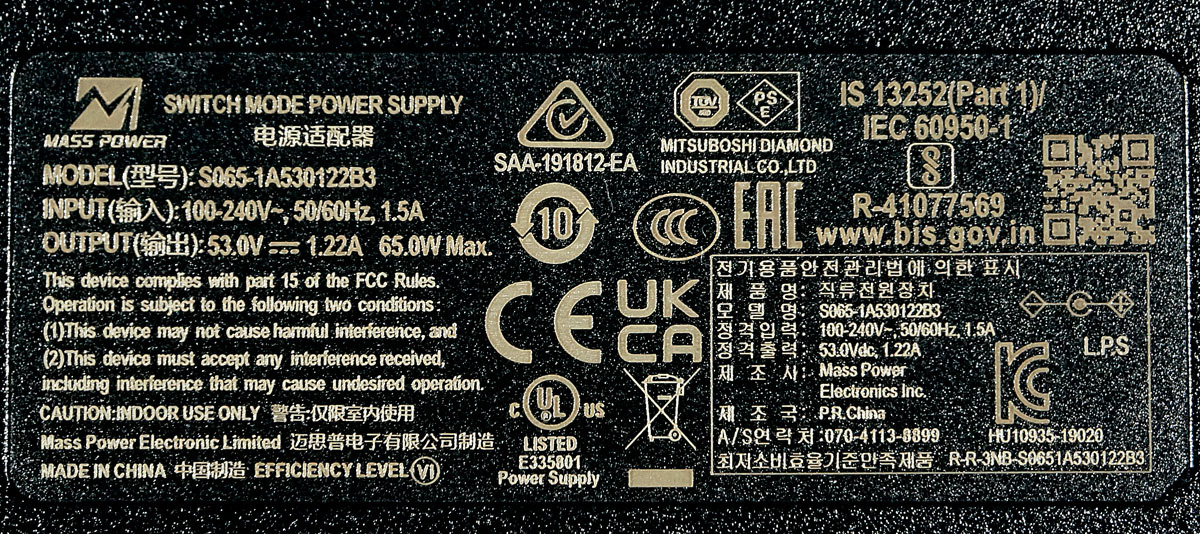 MASS POWER
SWITCH MODE POWER SUPPLY
电源适配器
MODEL(型号): S065-1A530122B3
INPUT(输入):100-240V~, 50/60Hz, 1.5A
OUTPUT(输出):53.0V⎓1.22A 65.0W Max.
This device complies with part 15 of the FCC Rules.
Operation is subject to the following two conditions:
(1)This device may not cause harmful interference, and
(2)This device must accept any interference received,
including interference that may cause undesired operation.
CAUTION:INDOOR USE ONLY 警告:仅限室内使用
Mass Power Electronic Limited 迈思普电子有限公司制造
MADE IN CHINA 中国制造 EFFICIENCY LEVEL VI
SAA-191812-EA
10
CE
UK
CA
C UL US
LISTED
E335801
Power Supply
TÜV
PS
E
MITSUBOSHI DIAMOND
INDUSTRIAL CO.,LTD
CCC
EAC
IS 13252(Part 1)/
IEC 60950-1
R-41077569
www.bis.gov.in
전기용품안전관리법에 의한 표시
제 품 명: 직류전원장치
모 델 명: S065-1A530122B3
정격입력: 100-240V~, 50/60Hz, 1.5A
정격출력: 53.0Vdc, 1.22A
제 조 사: Mass Power
Electronics Inc.
제 조 국: P.R.China
A/S연락처:070-4113-8899
최저소비효율기준만족제품 R-R-3NB-S0651A530122B3
L.P.S
HU10935-19020